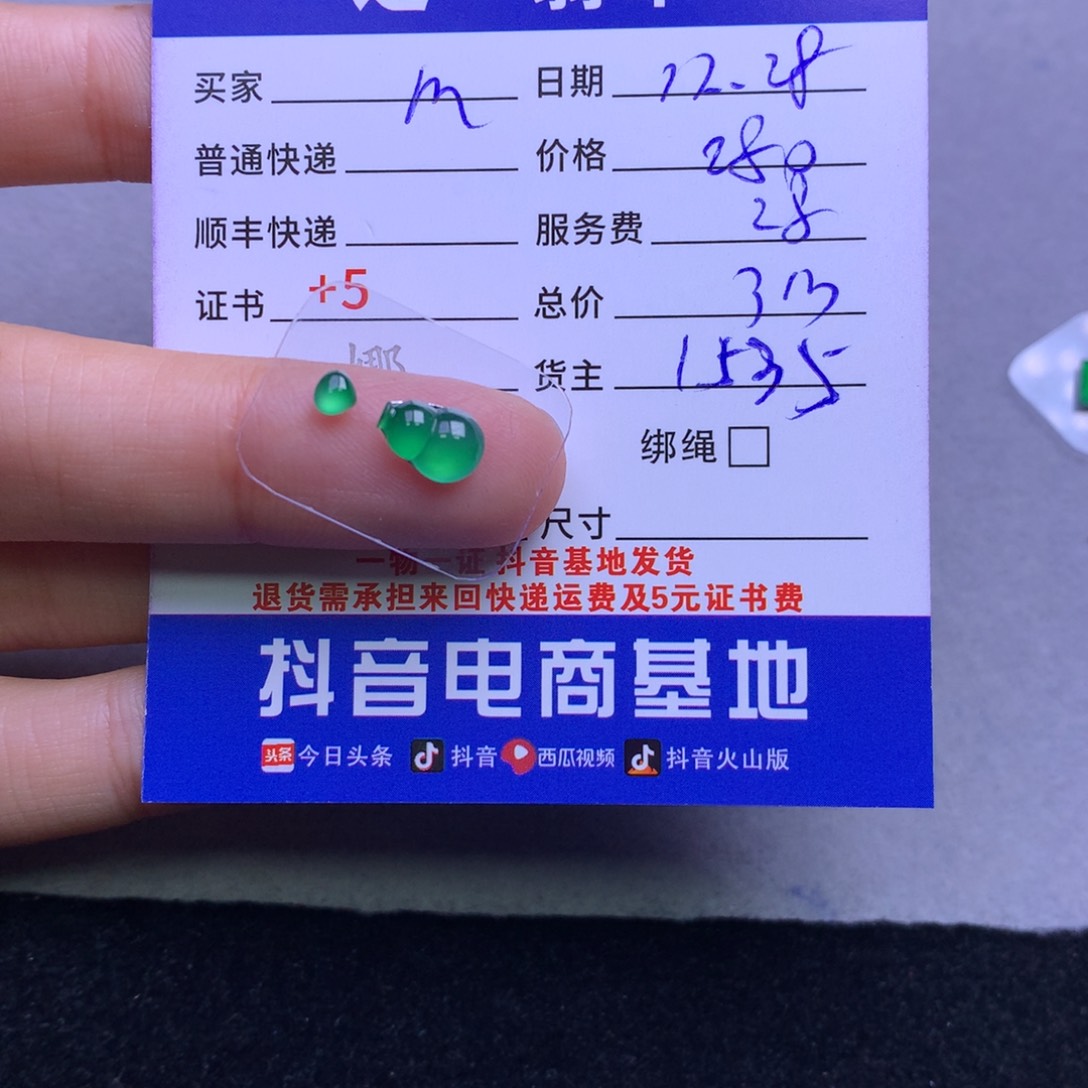 买家 m 日期 12.28
普通快递 价格 280
顺丰快递 服务费 28
证书 +5 总价 313
娜 货主 1535
绑绳
尺寸
一物一证 抖音基地发货
退货需承担来回快递运费及5元证书费
抖音电商基地
头条 今日头条 抖音 西瓜视频 抖音火山版